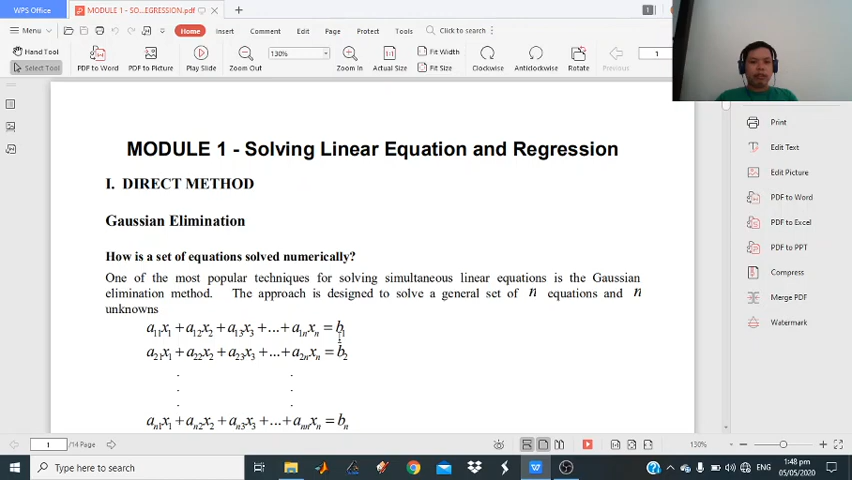 WPS Office
MODULE 1 - SO...EGRESSION.pdf
Menu
Home
Insert
Comment
Edit
Page
Protect
Tools
Click to search
Hand Tool
Select Tool
PDF to Word
PDF to Picture
Play Slide
Zoom Out
130%
Zoom In
Actual Size
Fit Width
Fit Size
Clockwise
Anticlockwise
Rotate
Previous
1
MODULE 1 - Solving Linear Equation and Regression
I. DIRECT METHOD
Gaussian Elimination
How is a set of equations solved numerically?
One of the most popular techniques for solving simultaneous linear equations is the Gaussian
elimination method. The approach is designed to solve a general set of n equations and n
unknowns
a₁₁x₁ + a₁₂x₂ + a₁₃x₃ + ... + a₁ₙxₙ = b₁
a₂₁x₁ + a₂₂x₂ + a₂₃x₃ + ... + a₂ₙxₙ = b₂
. .
. .
. .
aₙ₁x₁ + aₙ₂x₂ + aₙ₃x₃ + ... + aₙₙxₙ = bₙ
Print
Edit Text
Edit Picture
PDF to Word
PDF to Excel
PDF to PPT
Compress
Merge PDF
Watermark
1
/14 Page
130%
Type here to search
ENG
1:48 pm
05/05/2020